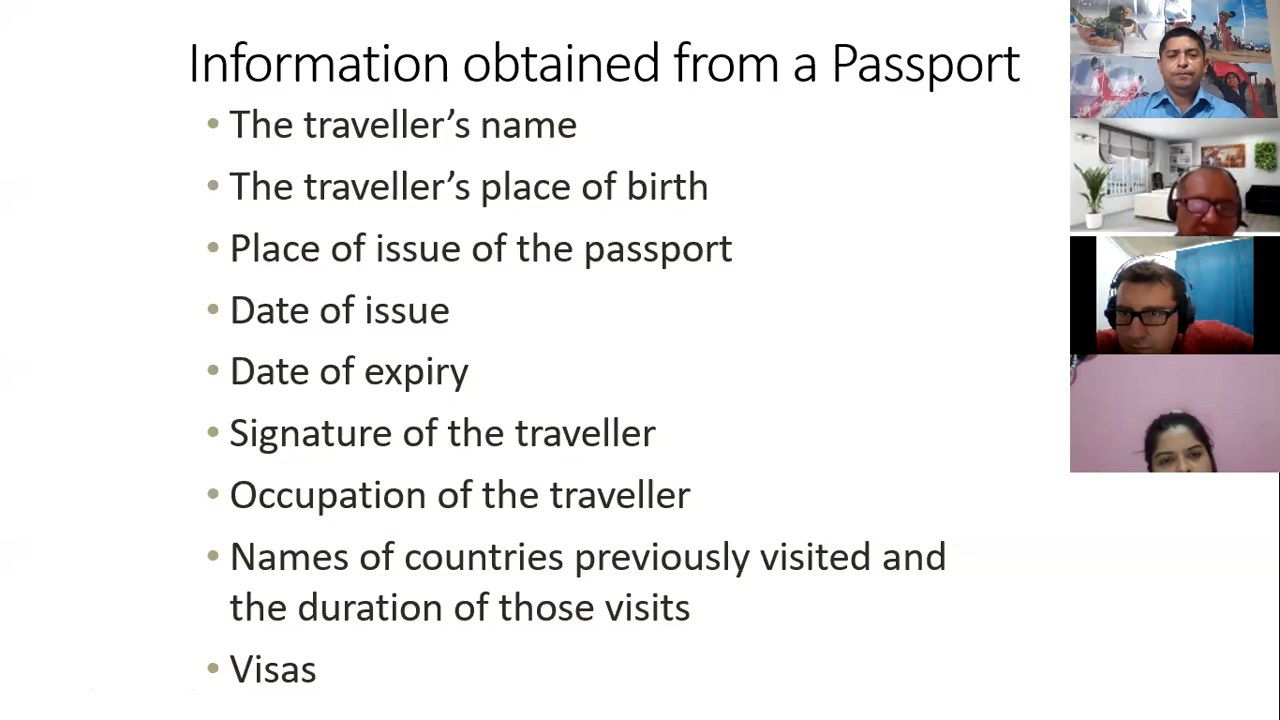 Information obtained from a Passport
• The traveller’s name
• The traveller’s place of birth
• Place of issue of the passport
• Date of issue
• Date of expiry
• Signature of the traveller
• Occupation of the traveller
• Names of countries previously visited and
the duration of those visits
• Visas